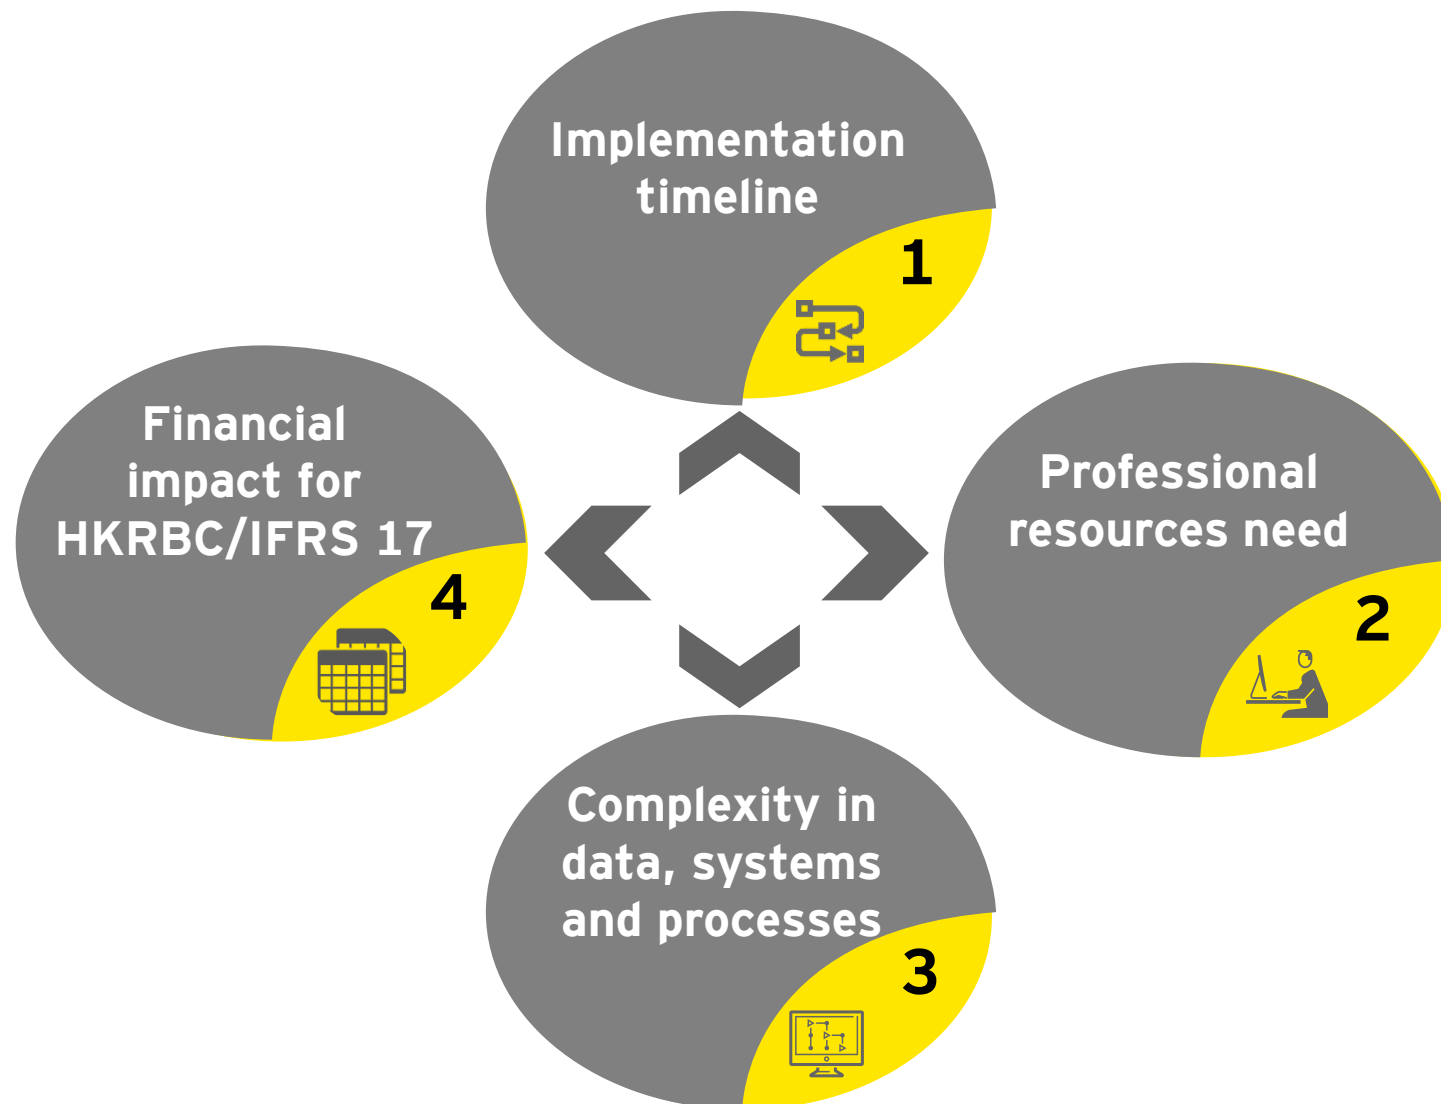 Implementation
timeline
1
Professional
resources need
2
Complexity in
data, systems
and processes
3
Financial
impact for
HKRBC/IFRS 17
4